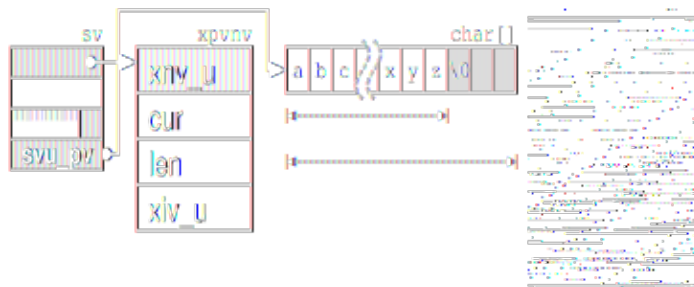 sv
xpvnv
char[]
xnv_u
a b c x y z \0
cur
svu_pv
len
xiv_u